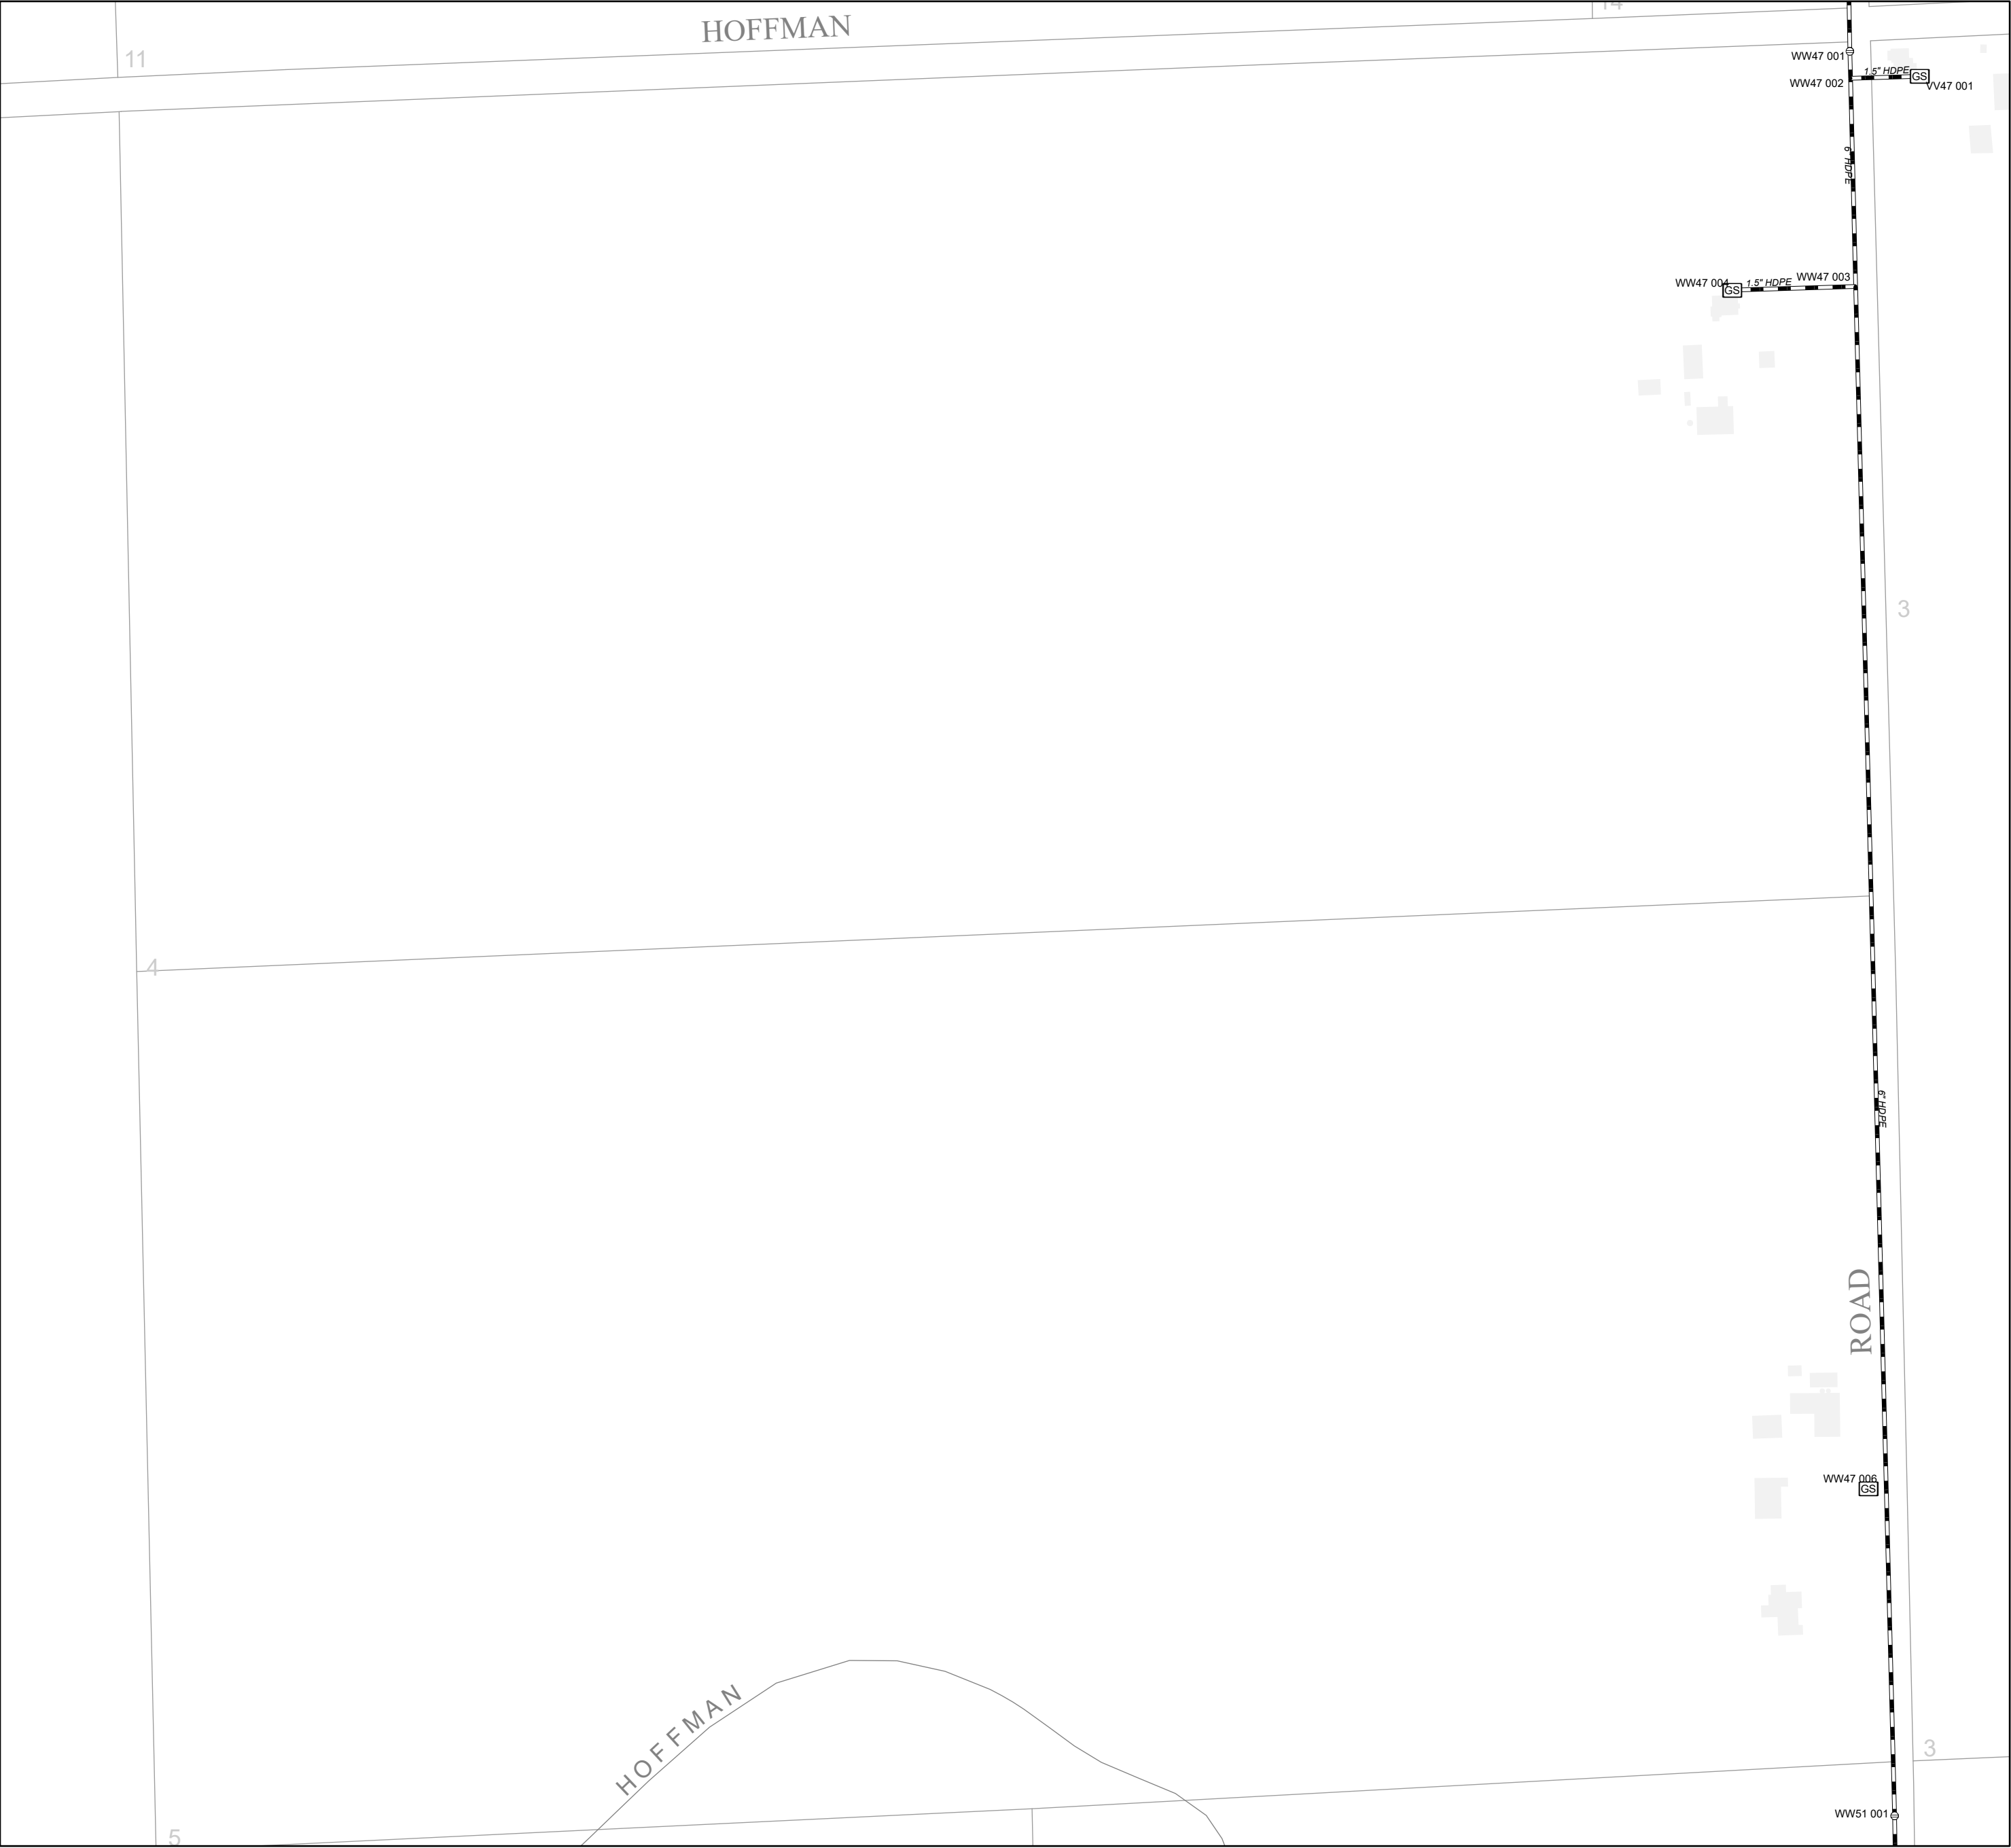 14
HOFFMAN
11
WW47 001
1.5" HDPE
GS
WW47 002
VV47 001
6" HDPE
WW47 003
WW47 004
1.5" HDPE
GS
3
4
6" HDPE
ROAD
WW47 006
GS
HOFFMAN
3
WW51 001
5